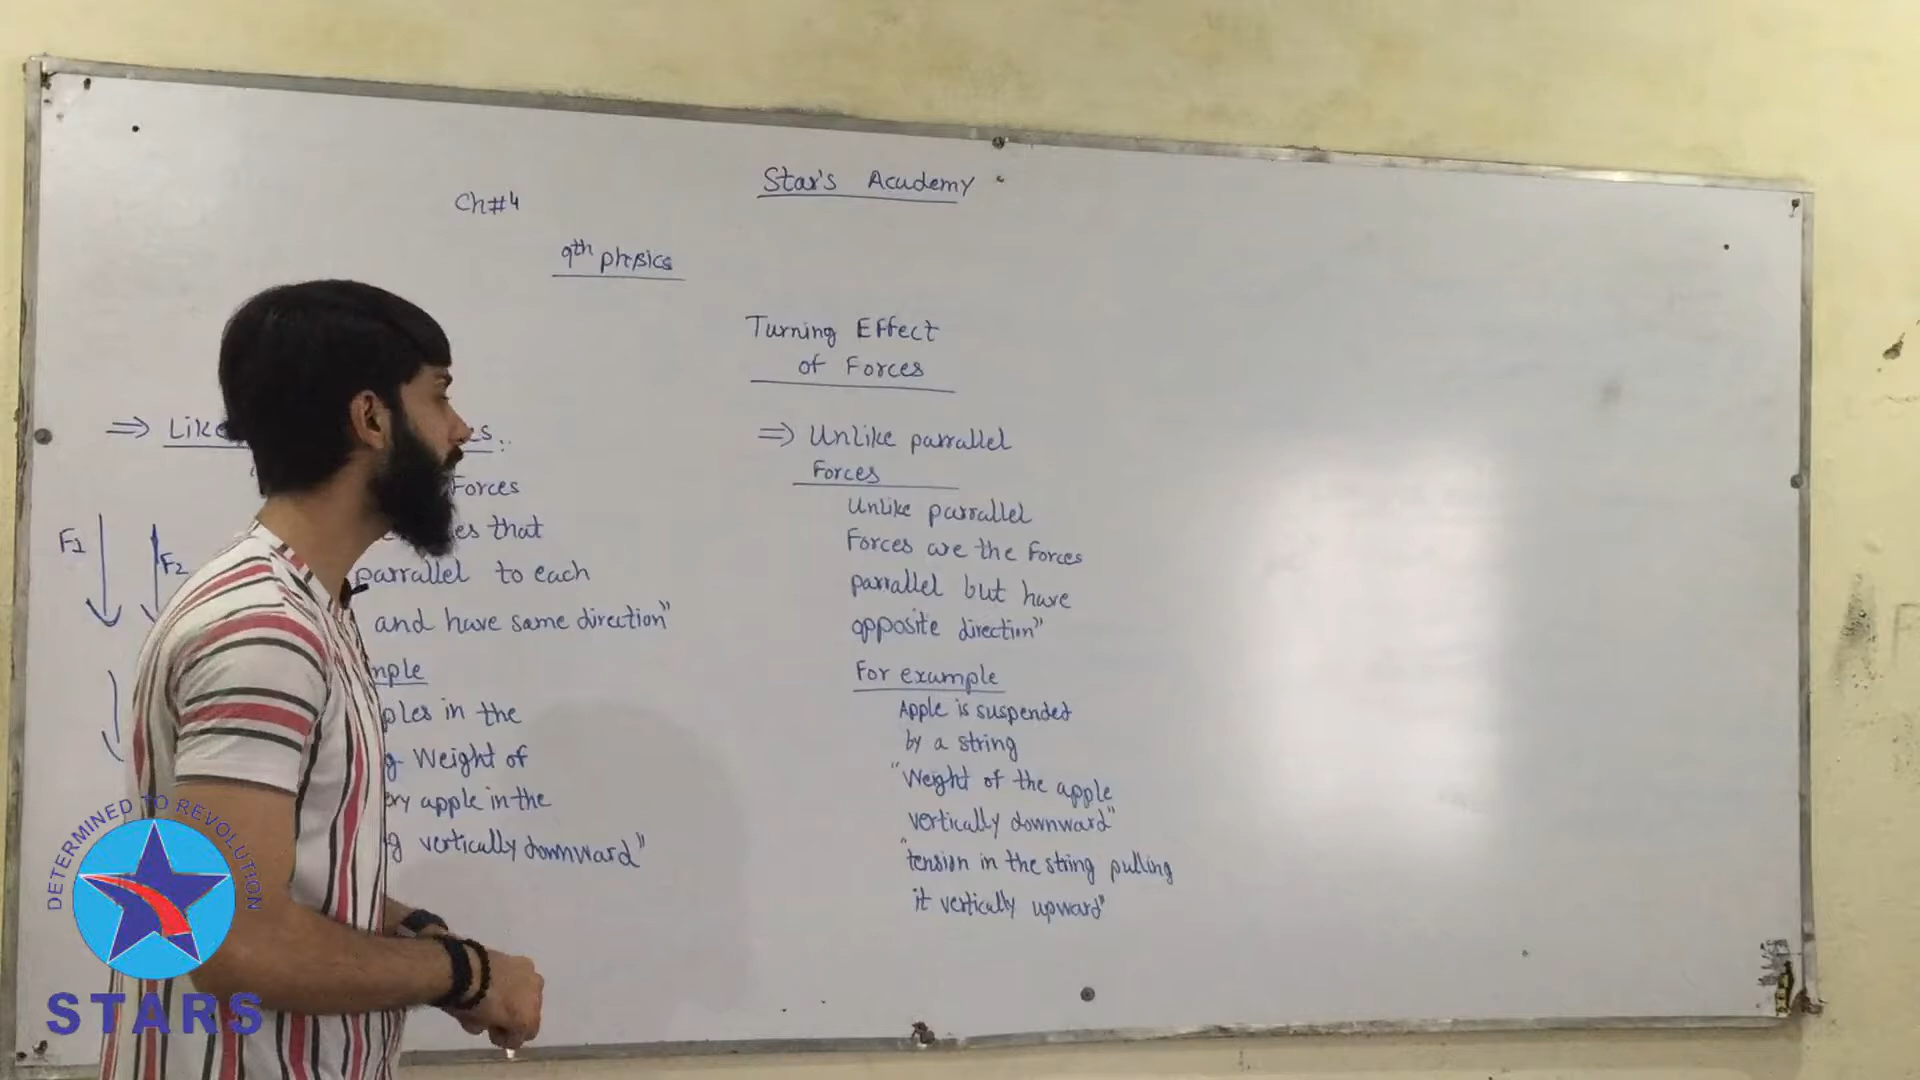 Star's Academy
Ch#4
9th physics
Turning Effect
of Forces
⇒ Like
Forces
that
parrallel to each
and have same direction"
F1
F2
in the
Weight of
apple in the
vertically downward"
⇒ Unlike parrallel
Forces
Unlike parrallel
Forces are the forces
parrallel but have
opposite direction"
For example
Apple is suspended
by a string
"Weight of the apple
vertically downward"
"tension in the string pulling
it vertically upward"
DETERMINED TO REVOLUTION
STARS